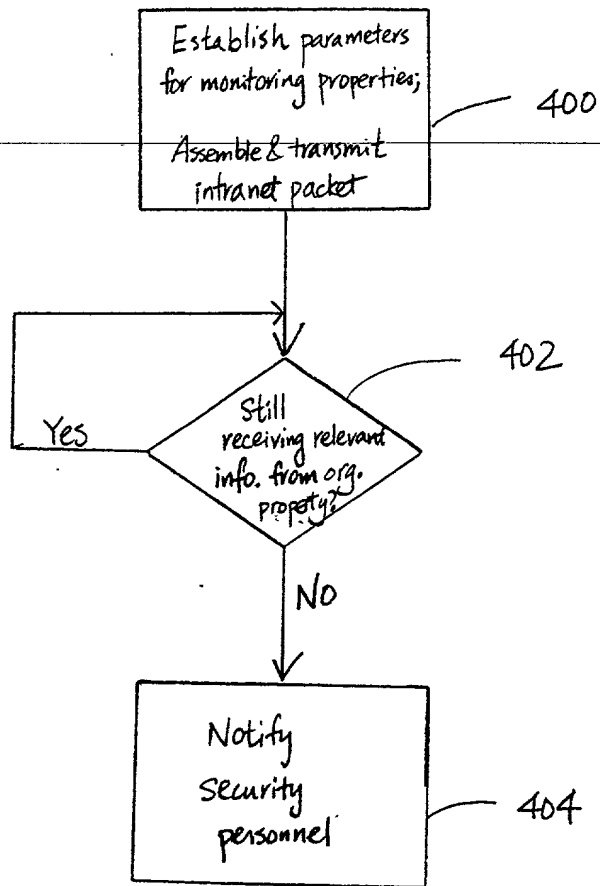 Establish parameters
for monitoring properties;
Assemble & transmit
intranet packet
400
402
Still
receiving relevant
info. from org.
property?
Yes
No
Notify
security
personnel
404